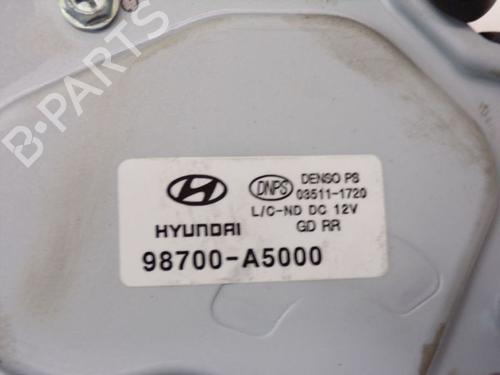 B-PARTS
DNPS
DENSO PS
03511-1720
L/C-ND DC 12V
HYUNDAI
GD RR
98700-A5000